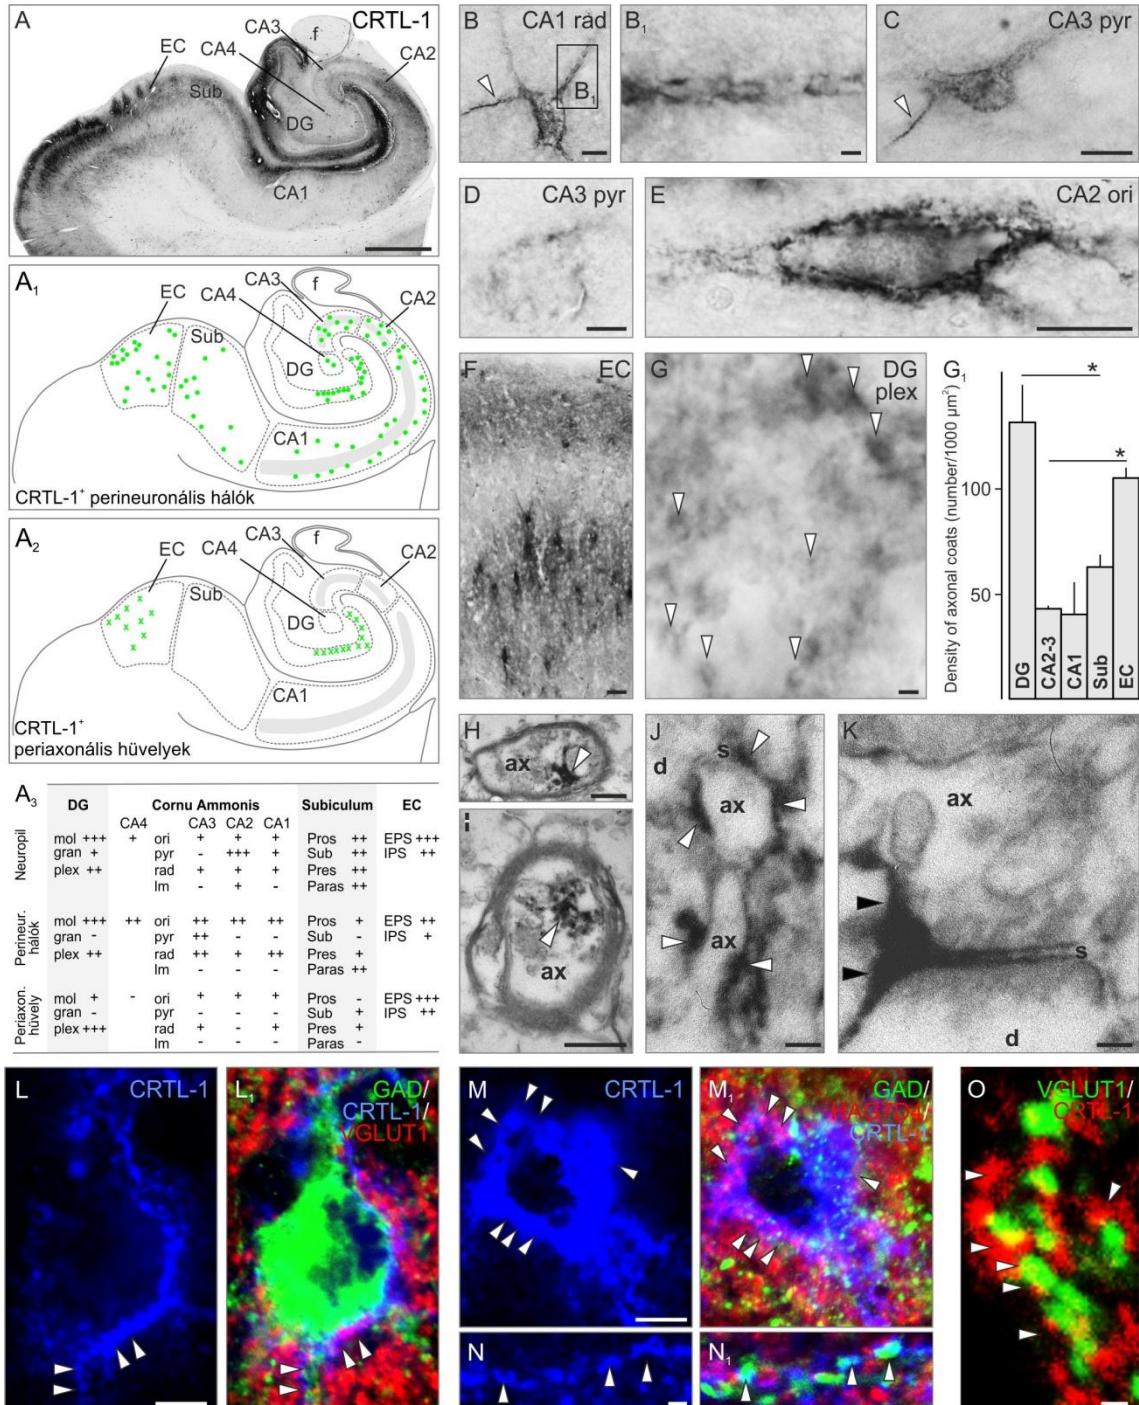 A
CRTL-1
CA3
f
CA4
CA2
EC
Sub
DG
CA1
B
CA1 rad
B1
B1
C
CA3 pyr
D
CA3 pyr
E
CA2 ori
A1
CA3
f
CA4
CA2
EC
Sub
DG
CA1
CRTL-1+ perineuronális hálók
F
EC
G
DG
plex
G1
*
*
Density of axonal coats (number/1000 µm²)
100
50
DG
CA2-3
CA1
Sub
EC
A2
CA3
f
CA4
CA2
EC
Sub
DG
CA1
CRTL-1+
periaxonális hüvelyek
A3
DG Cornu Ammonis Subiculum EC
CA4 CA3 CA2 CA1
Neuropil
mol +++ + ori + + + Pros ++ EPS +++
gran + pyr - +++ + Sub ++ IPS ++
plex ++ rad + + + Pres ++
lm - + - Paras ++
Perineur.
hálók
mol +++ ++ ori ++ ++ ++ Pros + EPS ++
gran - pyr ++ - - Sub - IPS +
plex ++ rad ++ + ++ Pres +
lm - - - Paras ++
Periaxon.
hüvely
mol + - ori + + + Pros - EPS +++
gran - pyr - - - Sub + IPS ++
plex +++ rad + - + Pres +
lm - - - Paras -
H
ax
I
ax
J
s
d
ax
ax
K
ax
s
d
L
CRTL-1
L1
GAD/
CRTL-1/
VGLUT1
M
CRTL-1
M1
GAD/
HAG7D4/
CRTL-1
N
N1
O
VGLUT1/
CRTL-1